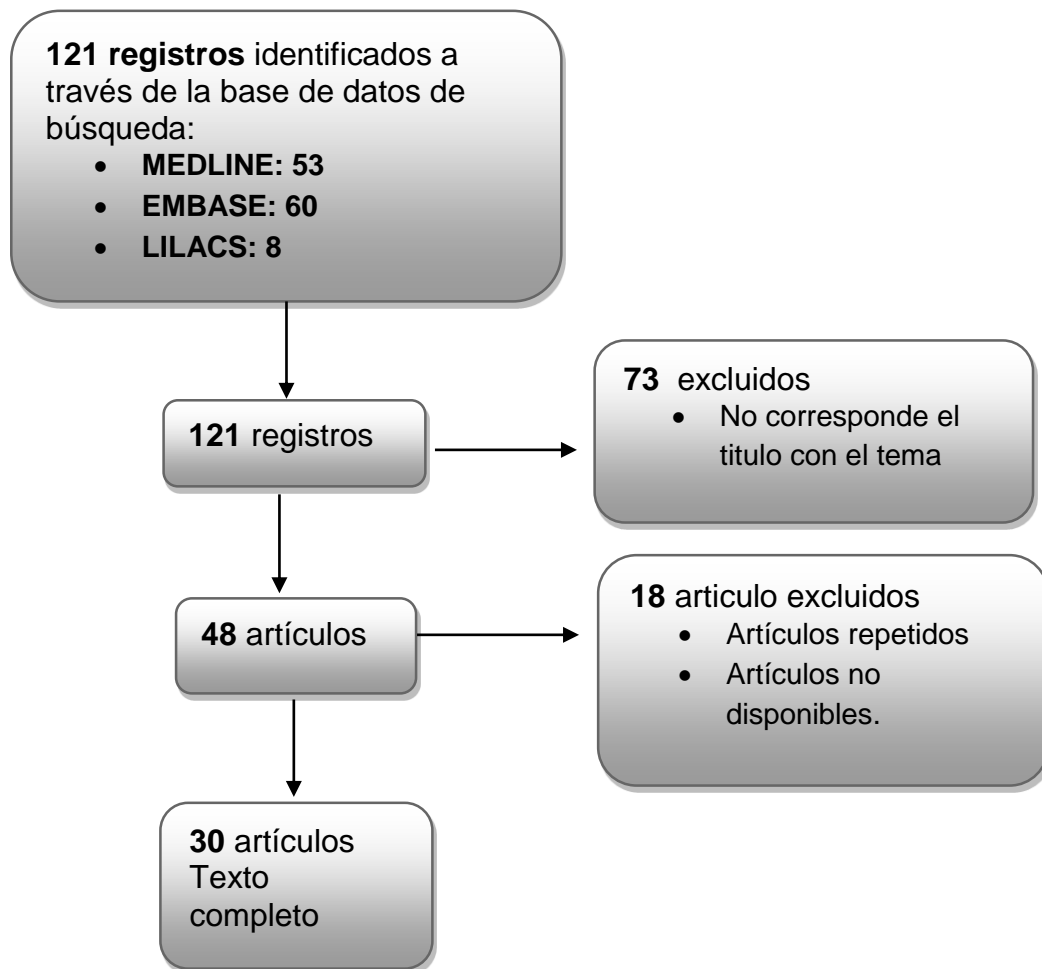 121 registros identificados a
través de la base de datos de
búsqueda:
• MEDLINE: 53
• EMBASE: 60
• LILACS: 8
73 excluidos
• No corresponde el
titulo con el tema
121 registros
18 articulo excluidos
• Artículos repetidos
• Artículos no
disponibles.
48 artículos
30 artículos
Texto
completo